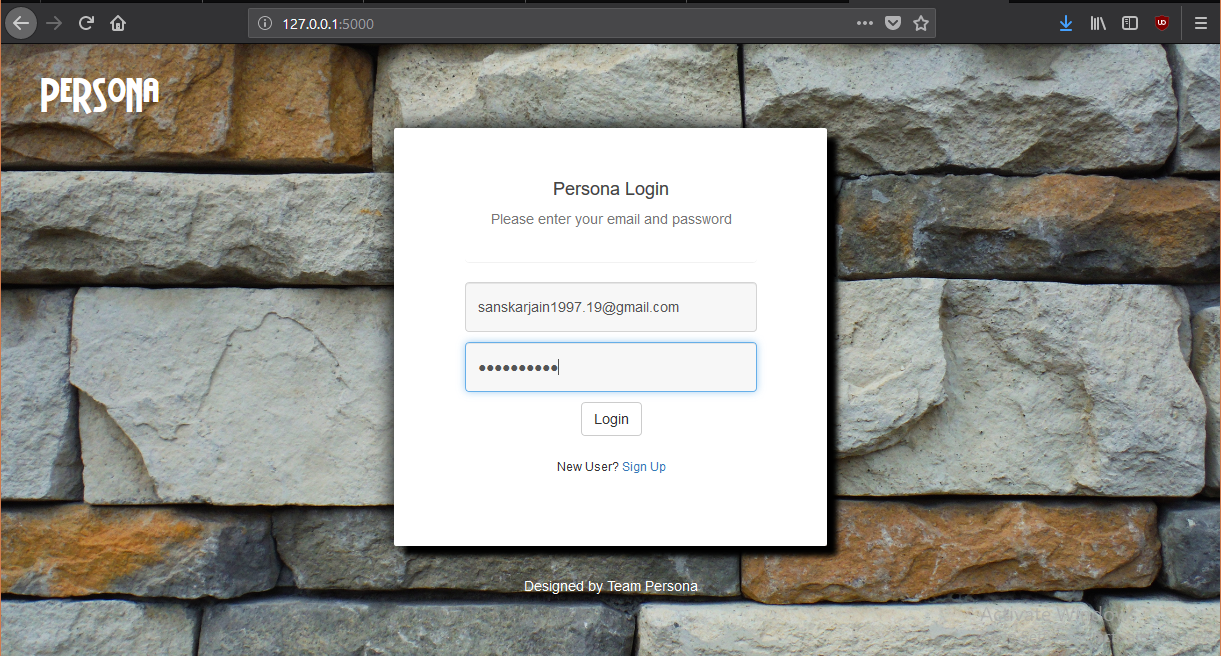 127.0.0.1:5000
PERSONA
Persona Login
Please enter your email and password
sanskarjain1997.19@gmail.com
••••••••••
Login
New User? Sign Up
Designed by Team Persona
Activate Windows